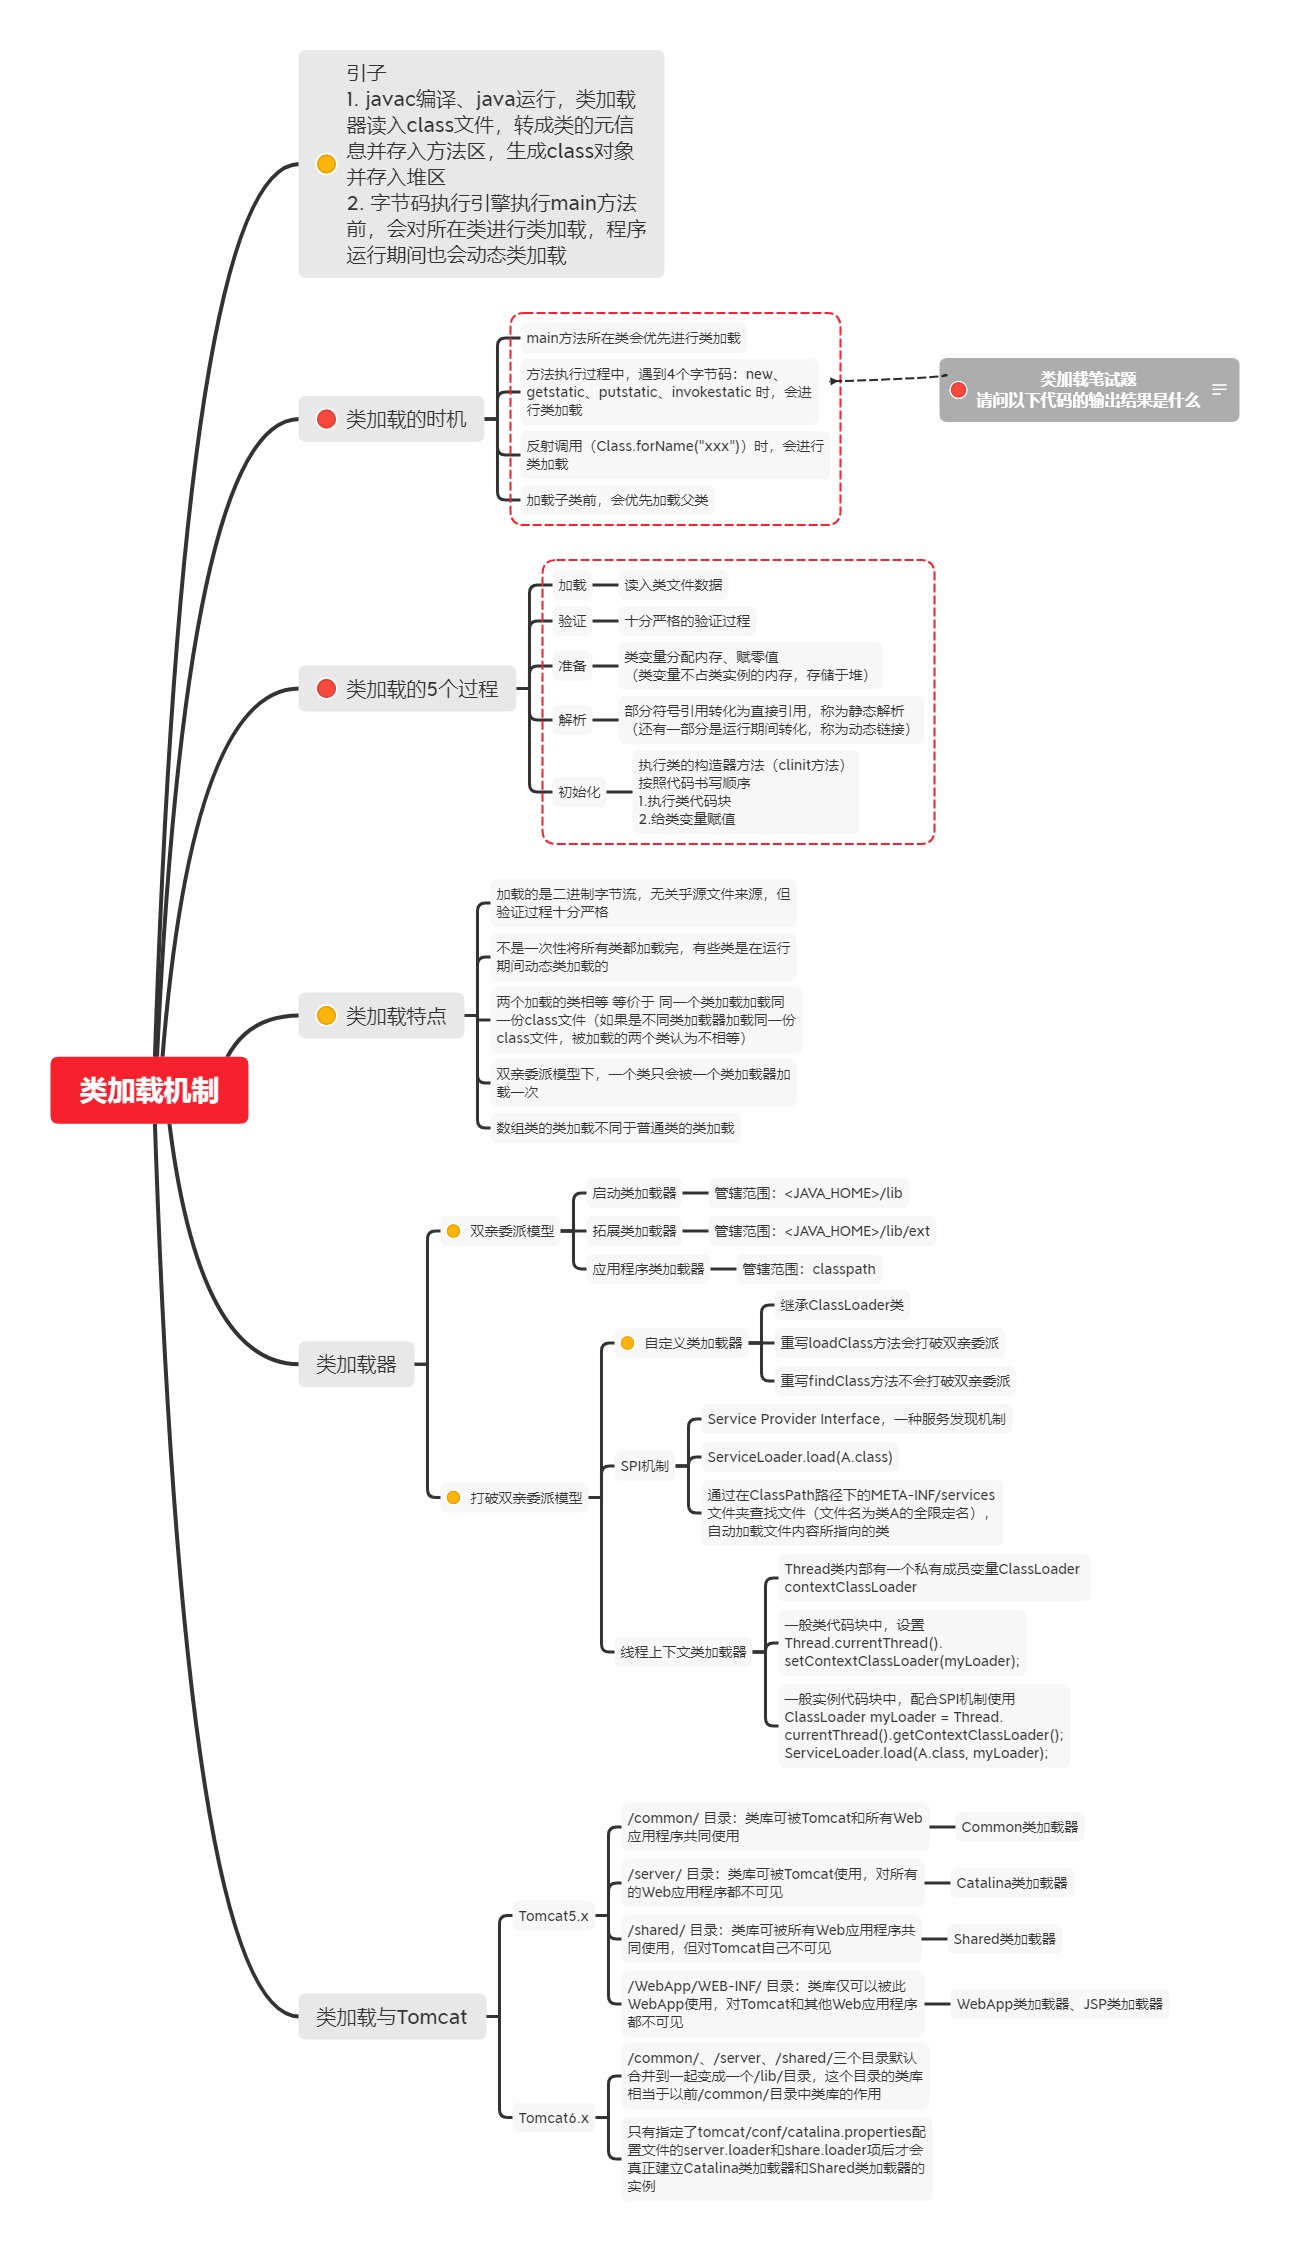 引子
1. javac编译、java运行，类加载
器读入class文件，转成类的元信
息并存入方法区，生成class对象
并存入堆区
2. 字节码执行引擎执行main方法
前，会对所在类进行类加载，程序
运行期间也会动态类加载
类加载的时机
main方法所在类会优先进行类加载
方法执行过程中，遇到4个字节码：new、
getstatic、putstatic、invokestatic 时，会进
行类加载
反射调用（Class.forName("xxx")）时，会进行
类加载
加载子类前，会优先加载父类
类加载笔试题
请问以下代码的输出结果是什么
类加载的5个过程
加载
读入类文件数据
验证
十分严格的验证过程
准备
类变量分配内存、赋零值
（类变量不占类实例的内存，存储于堆）
解析
部分符号引用转化为直接引用，称为静态解析
（还有一部分是运行期间转化，称为动态链接）
初始化
执行类的构造器方法（clinit方法）
按照代码书写顺序
1.执行类代码块
2.给类变量赋值
类加载特点
加载的是二进制字节流，无关乎源文件来源，但
验证过程十分严格
不是一次性将所有类都加载完，有些类是在运行
期间动态类加载的
两个加载的类相等 等价于 同一个类加载加载同
一份class文件（如果是不同类加载器加载同一份
class文件，被加载的两个类认为不相等）
双亲委派模型下，一个类只会被一个类加载器加
载一次
数组类的类加载不同于普通类的类加载
类加载机制
类加载器
双亲委派模型
启动类加载器
管辖范围：<JAVA_HOME>/lib
拓展类加载器
管辖范围：<JAVA_HOME>/lib/ext
应用程序类加载器
管辖范围：classpath
打破双亲委派模型
自定义类加载器
继承ClassLoader类
重写loadClass方法会打破双亲委派
重写findClass方法不会打破双亲委派
SPI机制
Service Provider Interface，一种服务发现机制
ServiceLoader.load(A.class)
通过在ClassPath路径下的META-INF/services
文件夹查找文件（文件名为类A的全限定名），
自动加载文件内容所指向的类
线程上下文类加载器
Thread类内部有一个私有成员变量ClassLoader
contextClassLoader
一般类代码块中，设置
Thread.currentThread().
setContextClassLoader(myLoader);
一般实例代码块中，配合SPI机制使用
ClassLoader myLoader = Thread.
currentThread().getContextClassLoader();
ServiceLoader.load(A.class, myLoader);
类加载与Tomcat
Tomcat5.x
/common/ 目录：类库可被Tomcat和所有Web
应用程序共同使用
Common类加载器
/server/ 目录：类库可被Tomcat使用，对所有
的Web应用程序都不可见
Catalina类加载器
/shared/ 目录：类库可被所有Web应用程序共
同使用，但对Tomcat自己不可见
Shared类加载器
/WebApp/WEB-INF/ 目录：类库仅可以被此
WebApp使用，对Tomcat和其他Web应用程序
都不可见
WebApp类加载器、JSP类加载器
Tomcat6.x
/common/、/server、/shared/三个目录默认
合并到一起变成一个/lib/目录，这个目录的类库
相当于以前/common/目录中类库的作用
只有指定了tomcat/conf/catalina.properties配
置文件的server.loader和share.loader项后才会
真正建立Catalina类加载器和Shared类加载器的
实例